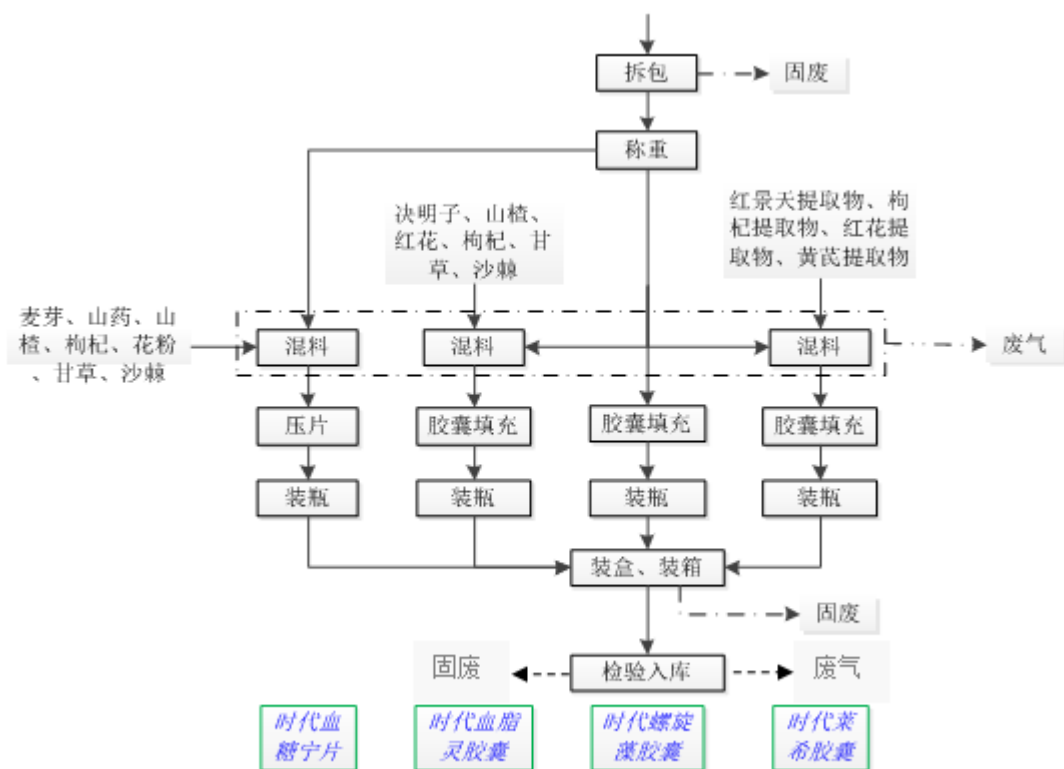 拆包
固废
称重
决明子、山楂、
红花、枸杞、甘
草、沙棘
红景天提取物、枸
杞提取物、红花提
取物、黄芪提取物
麦芽、山药、山
楂、枸杞、花粉
、甘草、沙棘
混料
混料
混料
废气
压片
胶囊填充
胶囊填充
胶囊填充
装瓶
装瓶
装瓶
装瓶
装盒、装箱
固废
固废
检验入库
废气
时代血
糖宁片
时代血脂
灵胶囊
时代螺旋
藻胶囊
时代莱
希胶囊